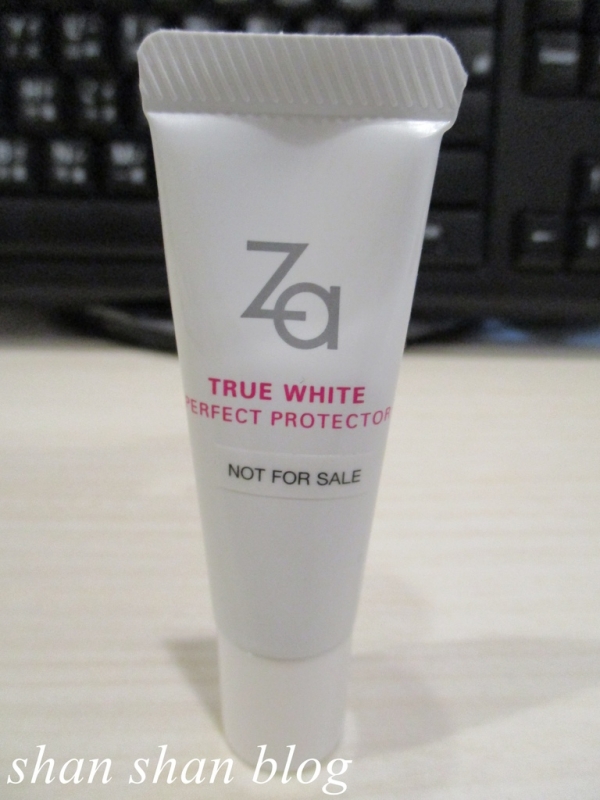 Za
TRUE WHITE
PERFECT PROTECTOR
NOT FOR SALE
shan shan blog